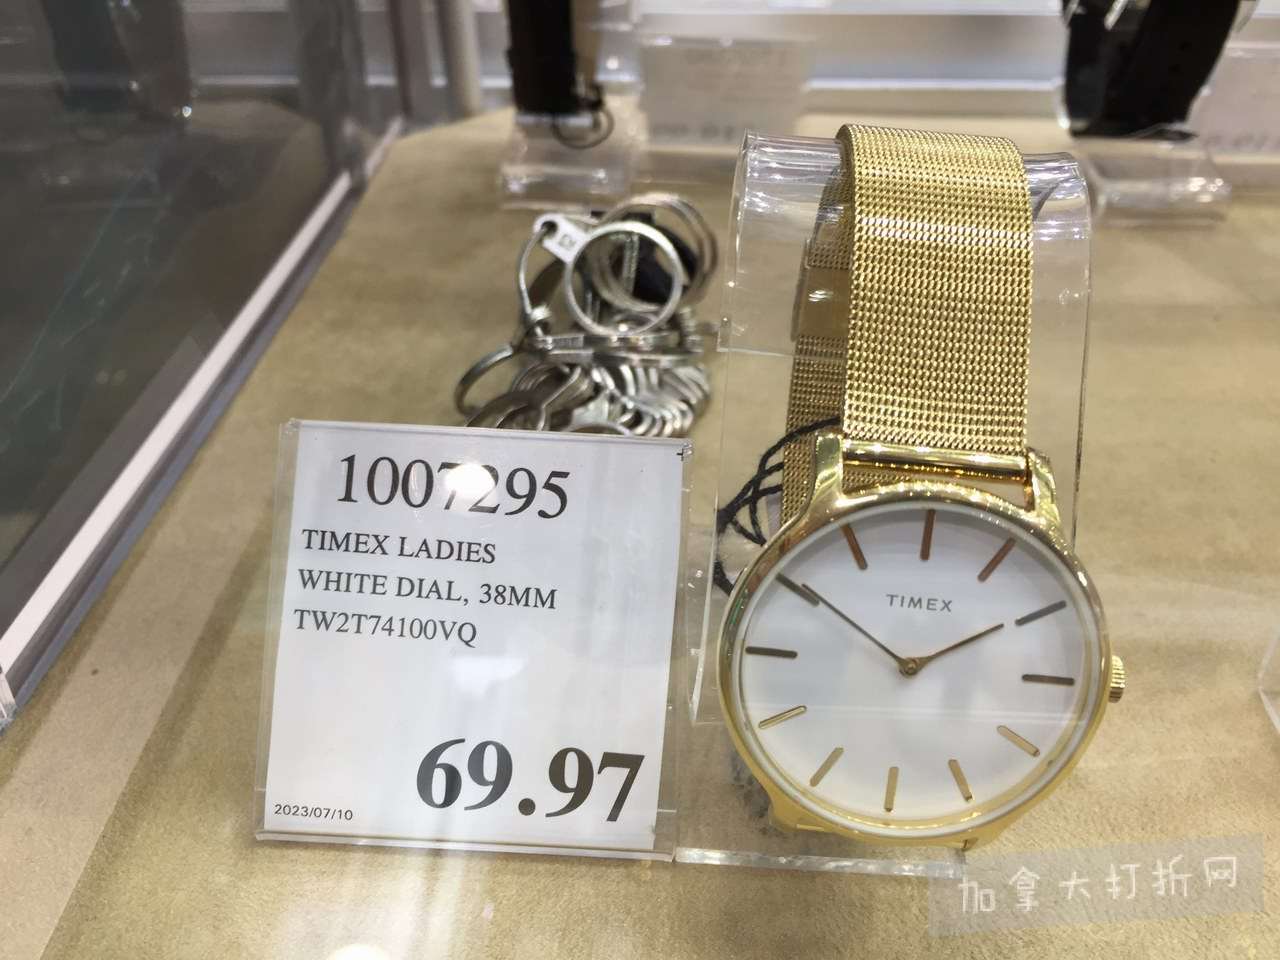 1007295
TIMEX LADIES
WHITE DIAL, 38MM
TW2T74100VQ
69.97
2023/07/10
TIMEX
加拿大打折网